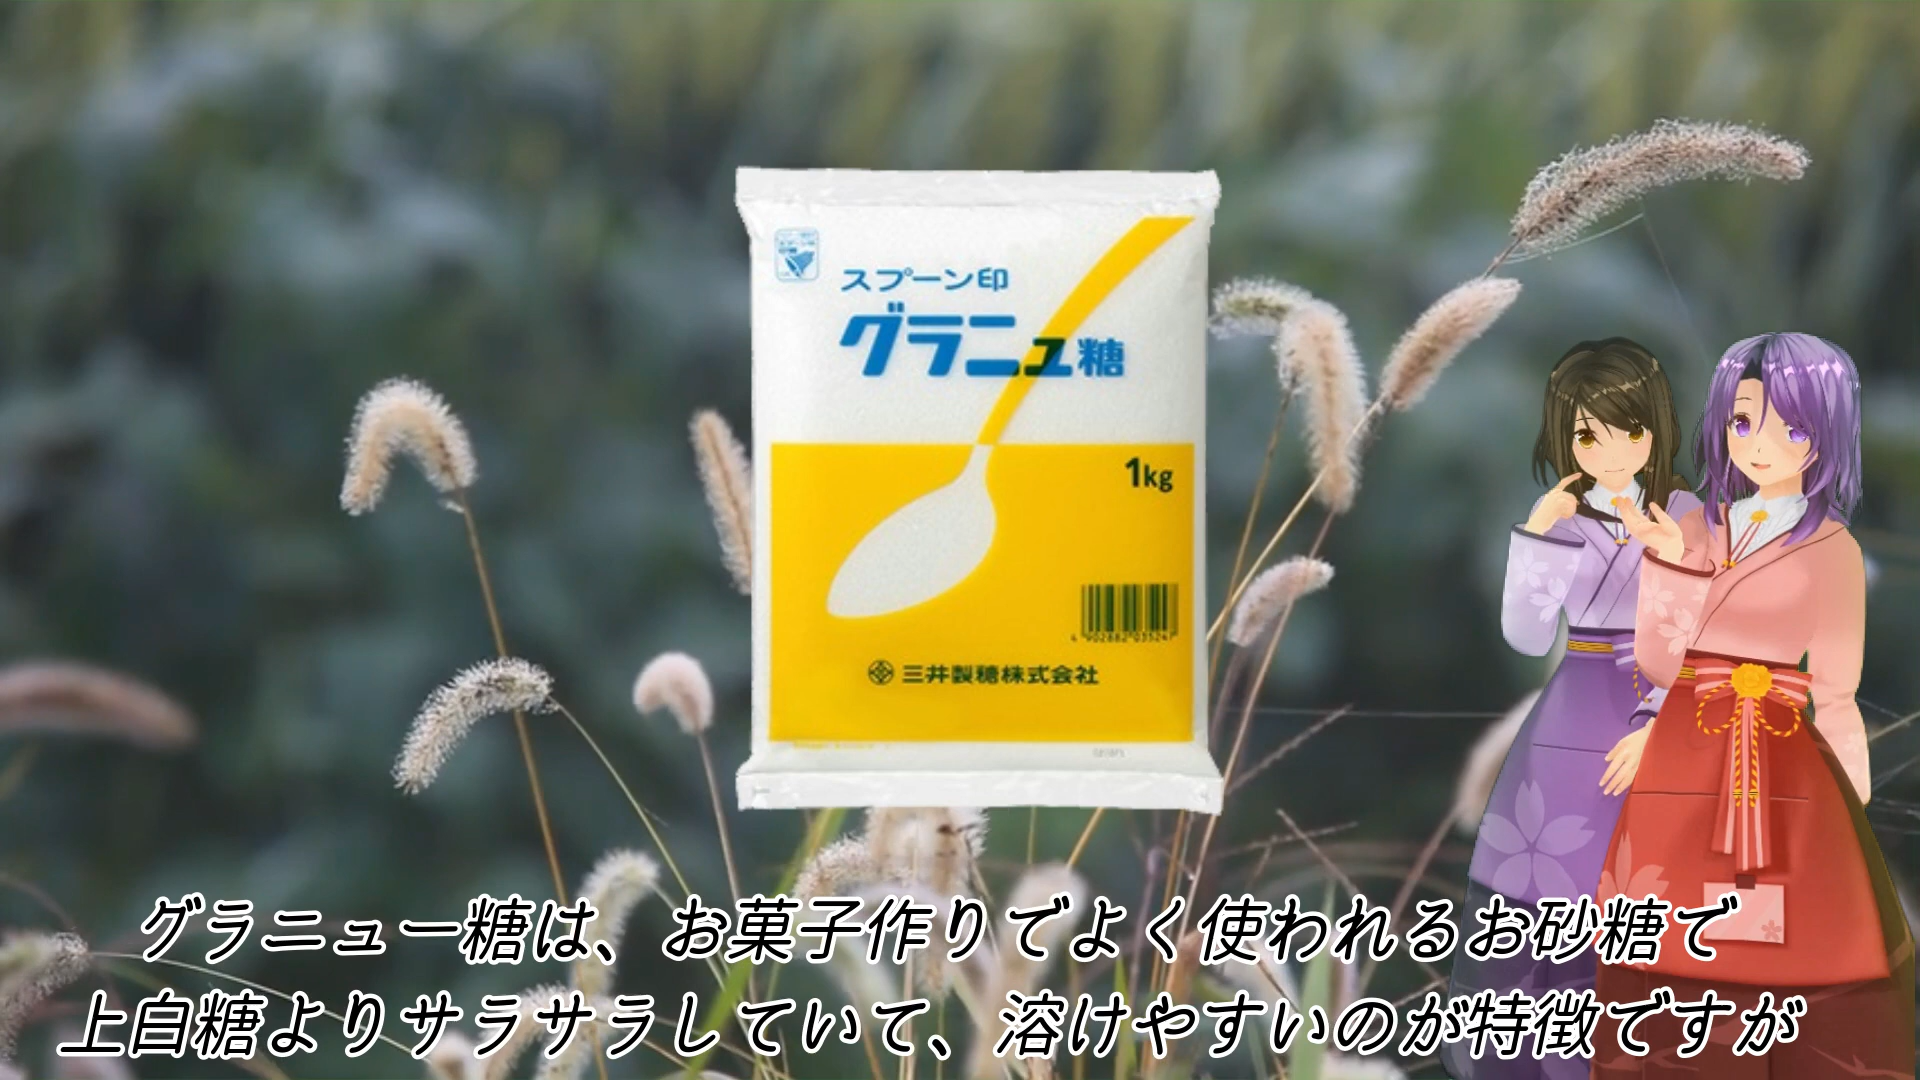 スプーン印
グラニュ糖
1kg
4 902882 035247
三井製糖株式会社
グラニュー糖は、お菓子作りでよく使われるお砂糖で
上白糖よりサラサラしていて、溶けやすいのが特徴ですが